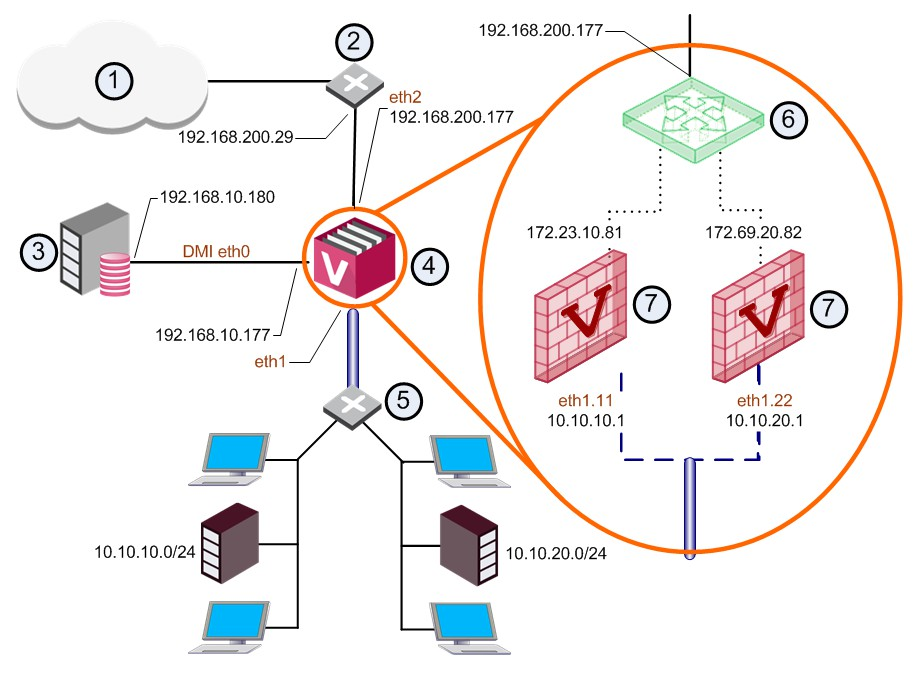 192.168.200.177
2
1
eth2
192.168.200.177
6
192.168.200.29
192.168.10.180
172.23.10.81
172.69.20.82
3
DMI eth0
V
4
7
V
7
V
192.168.10.177
eth1
5
eth1.11
10.10.10.1
eth1.22
10.10.20.1
10.10.10.0/24
10.10.20.0/24